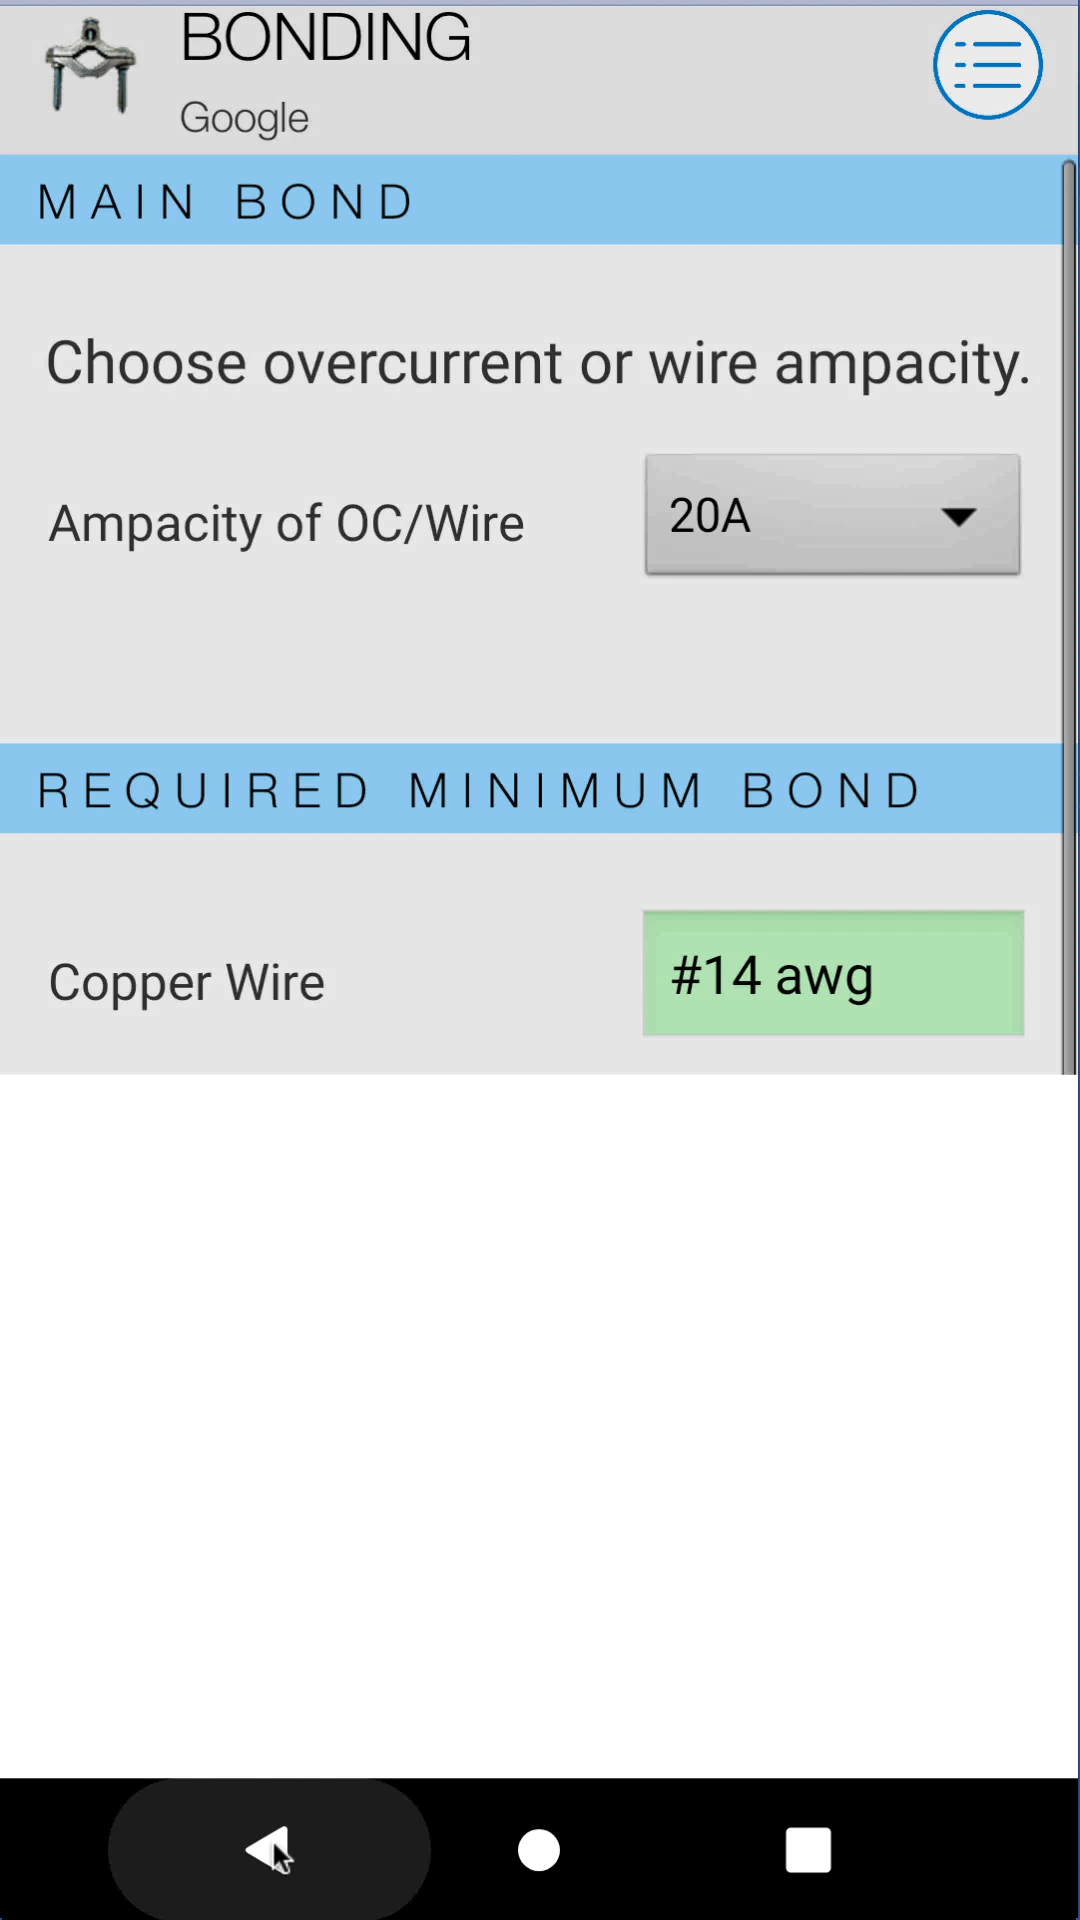 BONDING
Google
MAIN BOND
Choose overcurrent or wire ampacity.
Ampacity of OC/Wire
20A
REQUIRED MINIMUM BOND
Copper Wire
#14 awg